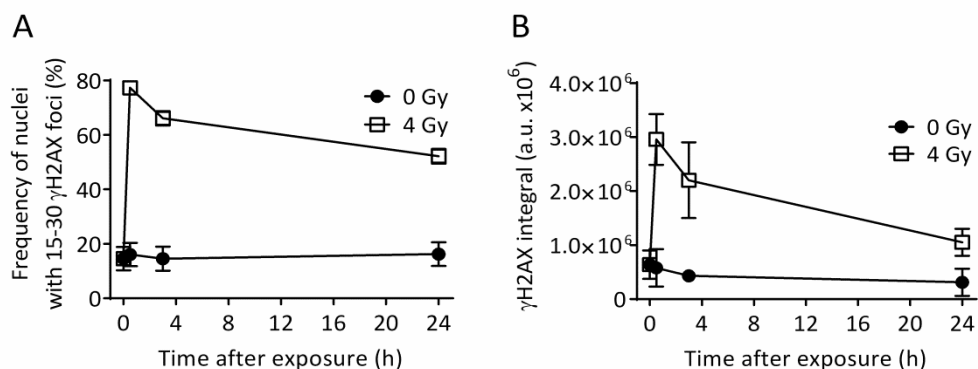 A
Frequency of nuclei
with 15-30 γH2AX foci (%)
80
60
40
20
0
0 Gy
4 Gy
0 4 8 12 16 20 24
Time after exposure (h)
B
γH2AX integral (a.u. x10⁶)
4.0×10⁶
3.0×10⁶
2.0×10⁶
1.0×10⁶
0
0 Gy
4 Gy
0 4 8 12 16 20 24
Time after exposure (h)